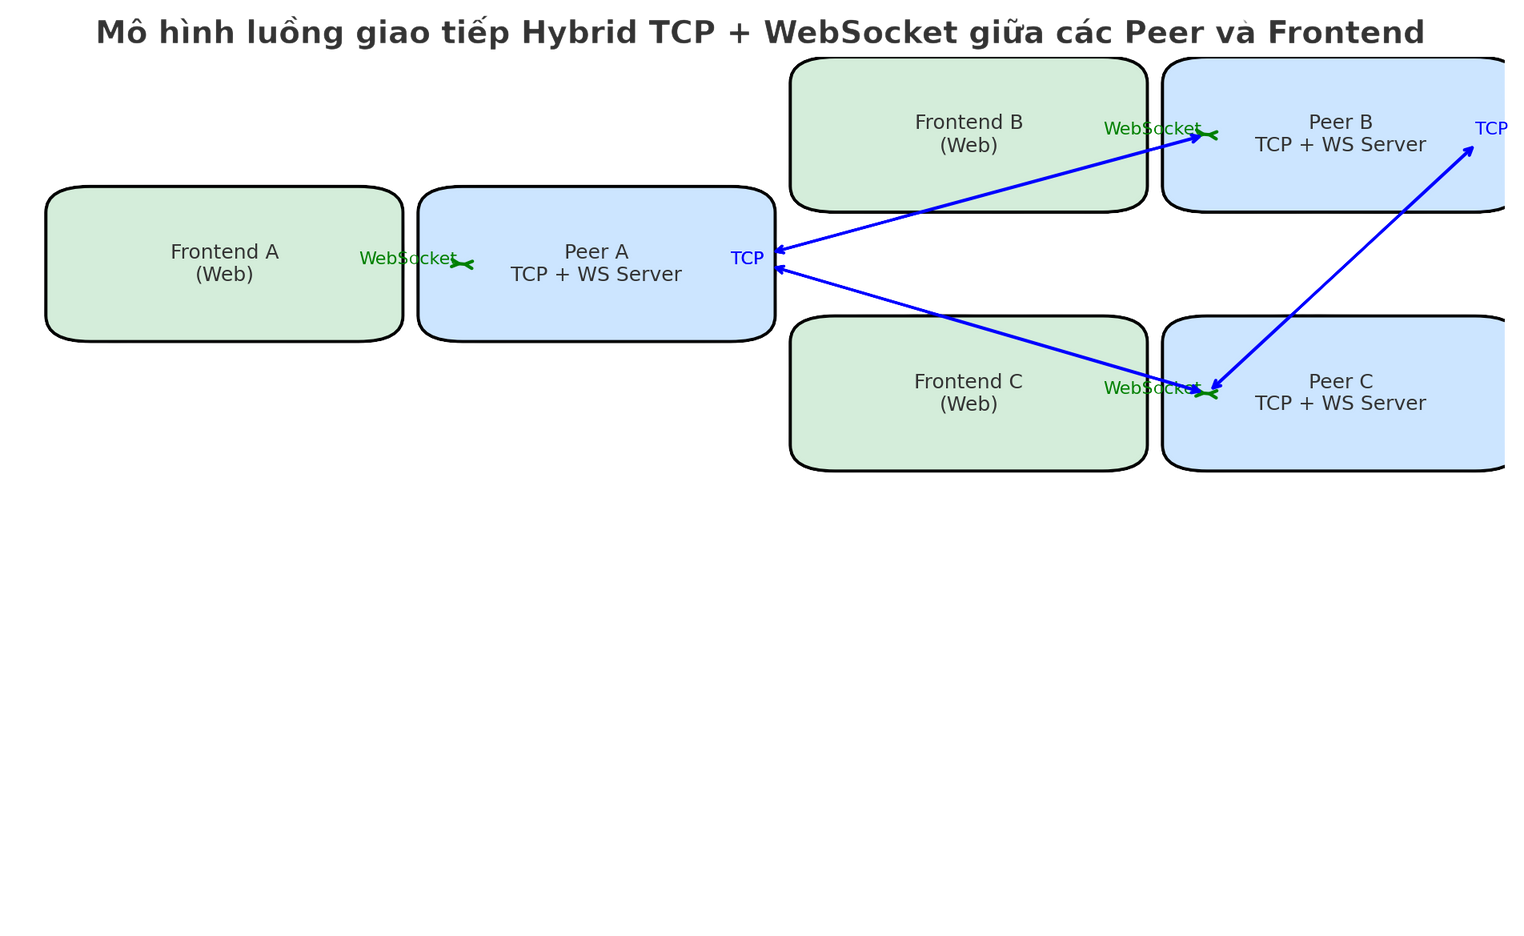 Mô hình luồng giao tiếp Hybrid TCP + WebSocket giữa các Peer và Frontend
Frontend B
(Web)
WebSocket
Peer B
TCP + WS Server
TCP
Frontend A
(Web)
WebSocket
Peer A
TCP + WS Server
TCP
Frontend C
(Web)
WebSocket
Peer C
TCP + WS Server